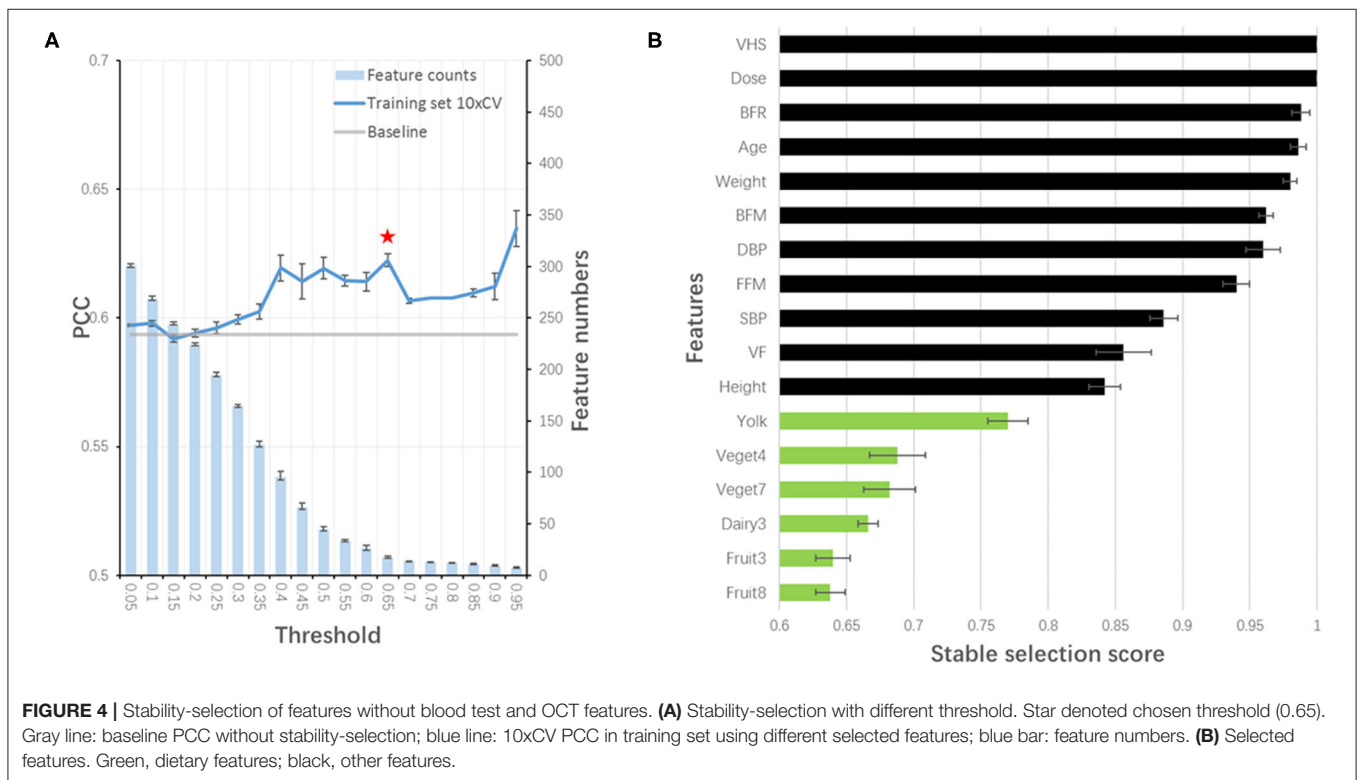 A
0.7
0.65
0.6
0.55
0.5
PCC
Feature counts
Training set 10xCV
Baseline
500
450
400
350
300
250
200
150
100
50
0
Feature numbers
0.05
0.1
0.15
0.2
0.25
0.3
0.35
0.4
0.45
0.5
0.55
0.6
0.65
0.7
0.75
0.8
0.85
0.9
0.95
Threshold
B
Features
VHS
Dose
BFR
Age
Weight
BFM
DBP
FFM
SBP
VF
Height
Yolk
Veget4
Veget7
Dairy3
Fruit3
Fruit8
0.6 0.65 0.7 0.75 0.8 0.85 0.9 0.95 1
Stable selection score
FIGURE 4 | Stability-selection of features without blood test and OCT features. (A) Stability-selection with different threshold. Star denoted chosen threshold (0.65).
Gray line: baseline PCC without stability-selection; blue line: 10xCV PCC in training set using different selected features; blue bar: feature numbers. (B) Selected
features. Green, dietary features; black, other features.